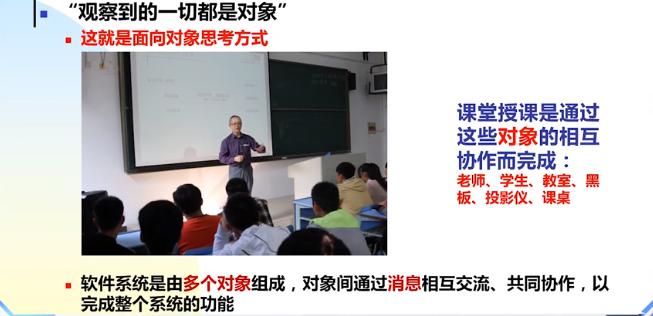 “观察到的一切都是对象”
这就是面向对象思考方式
课堂授课是通过
这些对象的相互
协作而完成：
老师、学生、教室、黑
板、投影仪、课桌
软件系统是由多个对象组成，对象间通过消息相互交流、共同协作，以
完成整个系统的功能